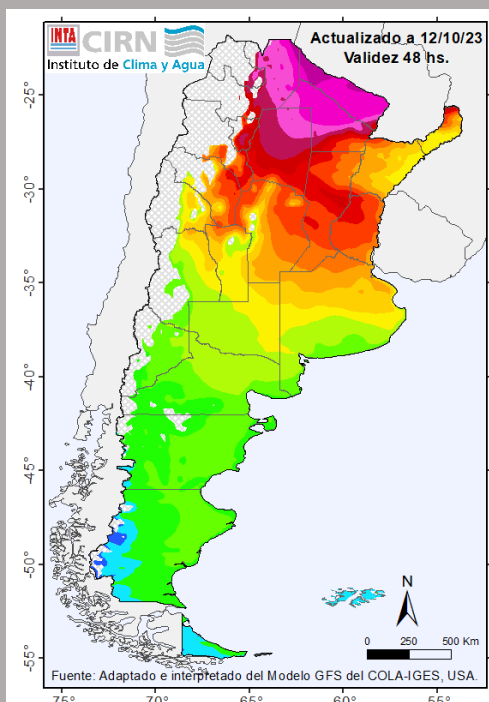 INTA CIRN
Instituto de Clima y Agua
Actualizado a 12/10/23
Validez 48 hs.
-25°
-30°
-35°
-40°
-45°
-50°
-55°
N
0 250 500 Km
Fuente: Adaptado e interpretado del Modelo GFS del COLA-IGES, USA.
-75° -70° -65° -60° -55°